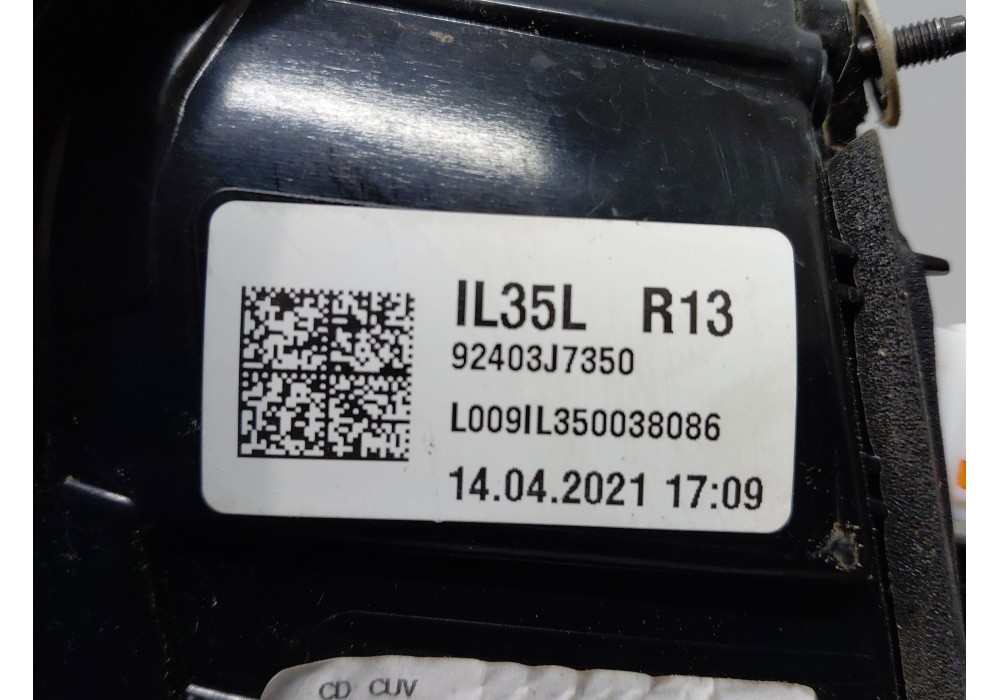 IL35L R13
92403J7350
L009IL350038086
14.04.2021 17:09
CD CUV